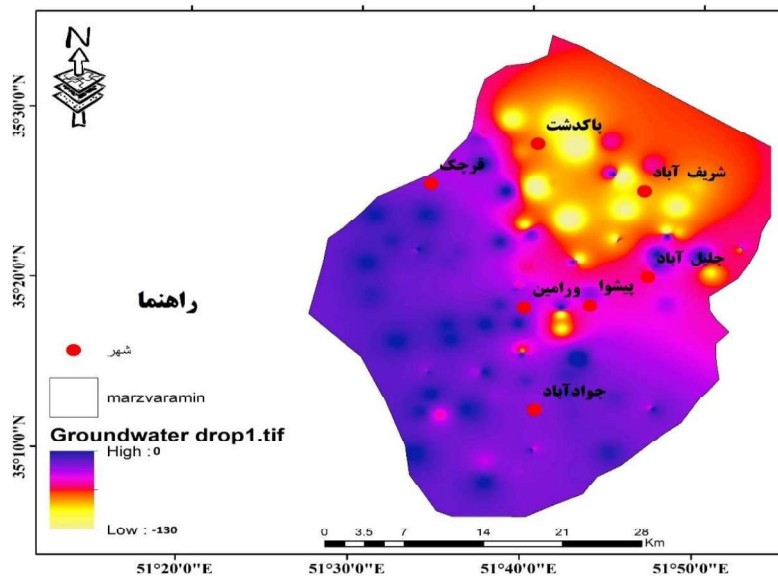 N
35°30'0"N
35°20'0"N
35°10'0"N
پاکدشت
قرچک
شریف آباد
جلیل آباد
پیشوا
ورامین
جوادآباد
راهنما
شهر
marzvaramin
Groundwater drop1.tif
High : 0
Low : -130
0 3.5 7 14 21 28
Km
51°20'0"E 51°30'0"E 51°40'0"E 51°50'0"E